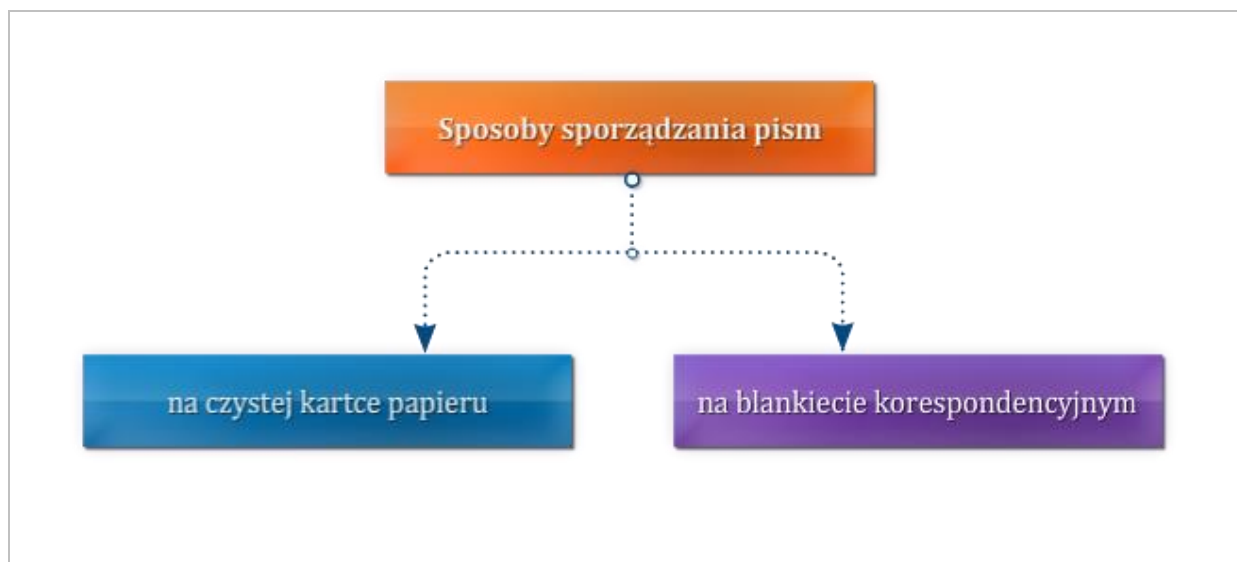 Sposoby sporządzania pism
na czystej kartce papieru
na blankiecie korespondencyjnym